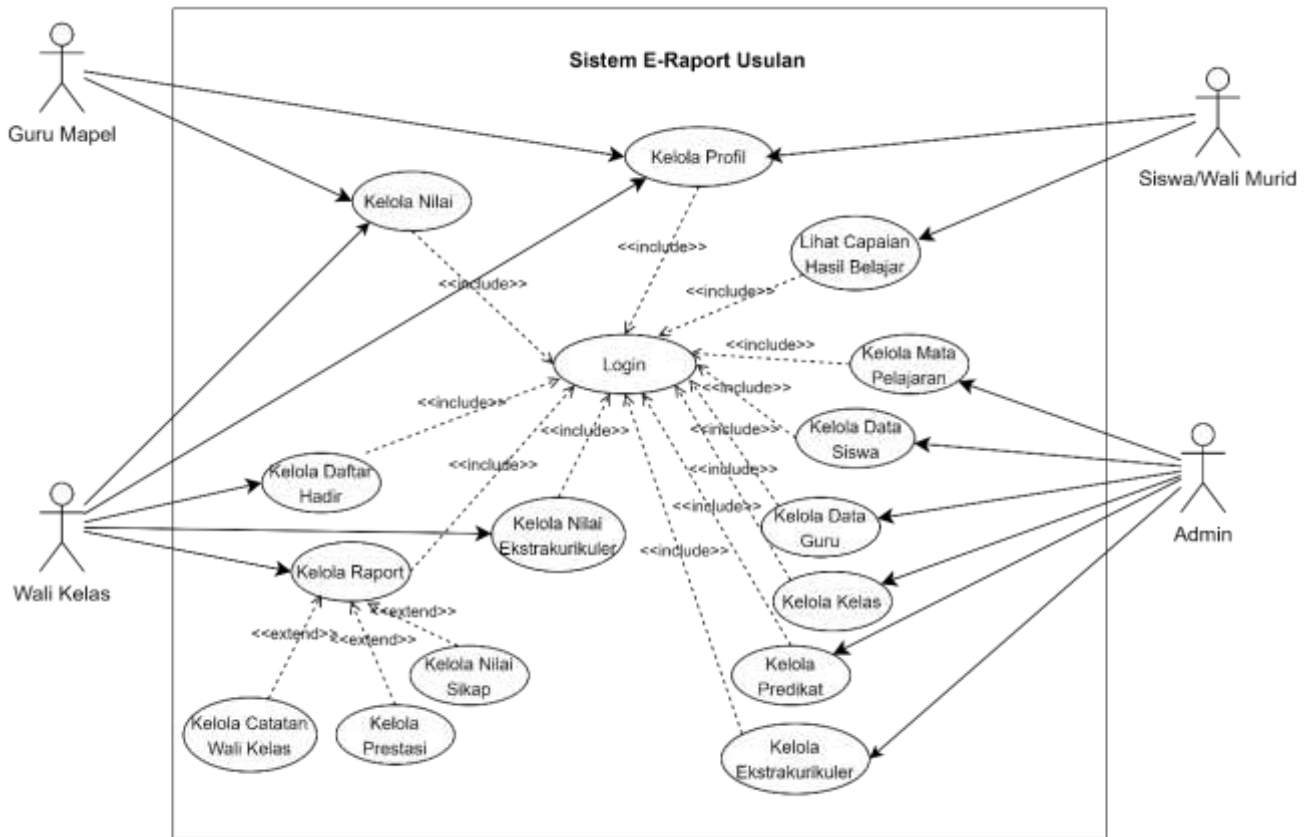 Sistem E-Raport Usulan
Guru Mapel
Siswa/Wali Murid
Kelola Profil
Kelola Nilai
Lihat Capaian
Hasil Belajar
<<include>>
<<include>>
<<include>>
Login
<<include>>
Kelola Mata
Pelajaran
<<include>>
<<include>>
Kelola Data
Siswa
<<include>>
<<include>>
<<include>>
Kelola Daftar
Hadir
<<include>>
Kelola Nilai
Ekstrakurikuler
<<include>>
Kelola Data
Guru
Admin
<<include>>
Wali Kelas
Kelola Raport
Kelola Kelas
<<extend>>
<<extend>>
<<extend>>
Kelola Nilai
Sikap
Kelola
Predikat
Kelola Catatan
Wali Kelas
Kelola
Prestasi
Kelola
Ekstrakurikuler